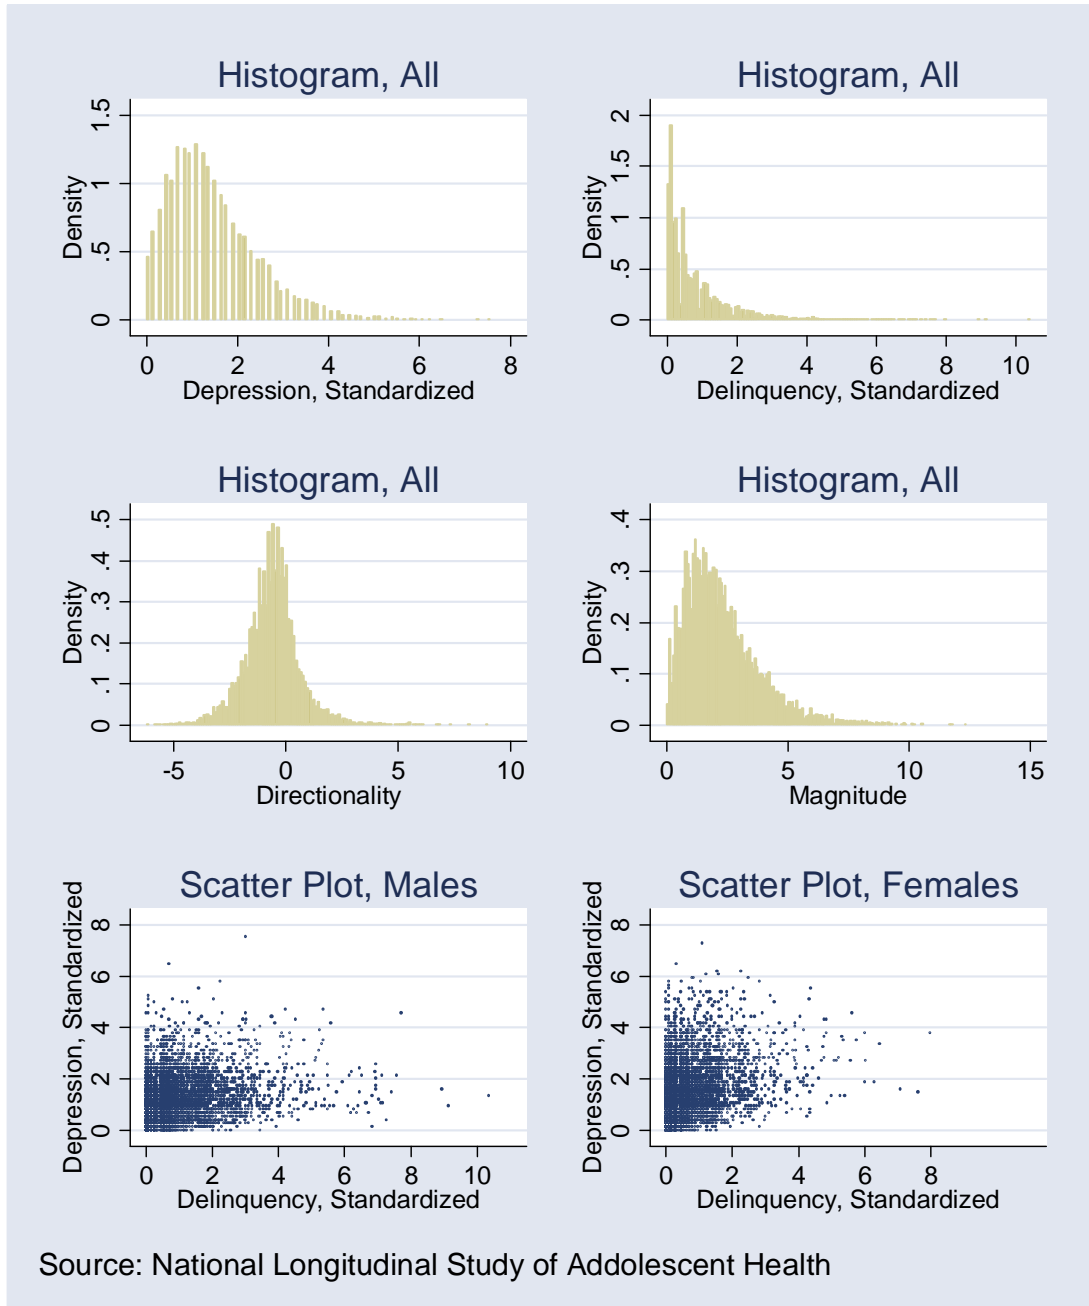 Histogram, All
Density
0
.5
1
1.5
0 2 4 6 8
Depression, Standardized
Histogram, All
Density
0
.5
1
1.5
2
0 2 4 6 8 10
Delinquency, Standardized
Histogram, All
Density
0
.1
.2
.3
.4
.5
-5 0 5 10
Directionality
Histogram, All
Density
0
.1
.2
.3
.4
0 5 10 15
Magnitude
Scatter Plot, Males
Depression, Standardized
0
2
4
6
8
0 2 4 6 8 10
Delinquency, Standardized
Scatter Plot, Females
Depression, Standardized
0
2
4
6
8
0 2 4 6 8
Delinquency, Standardized
Source: National Longitudinal Study of Addolescent Health